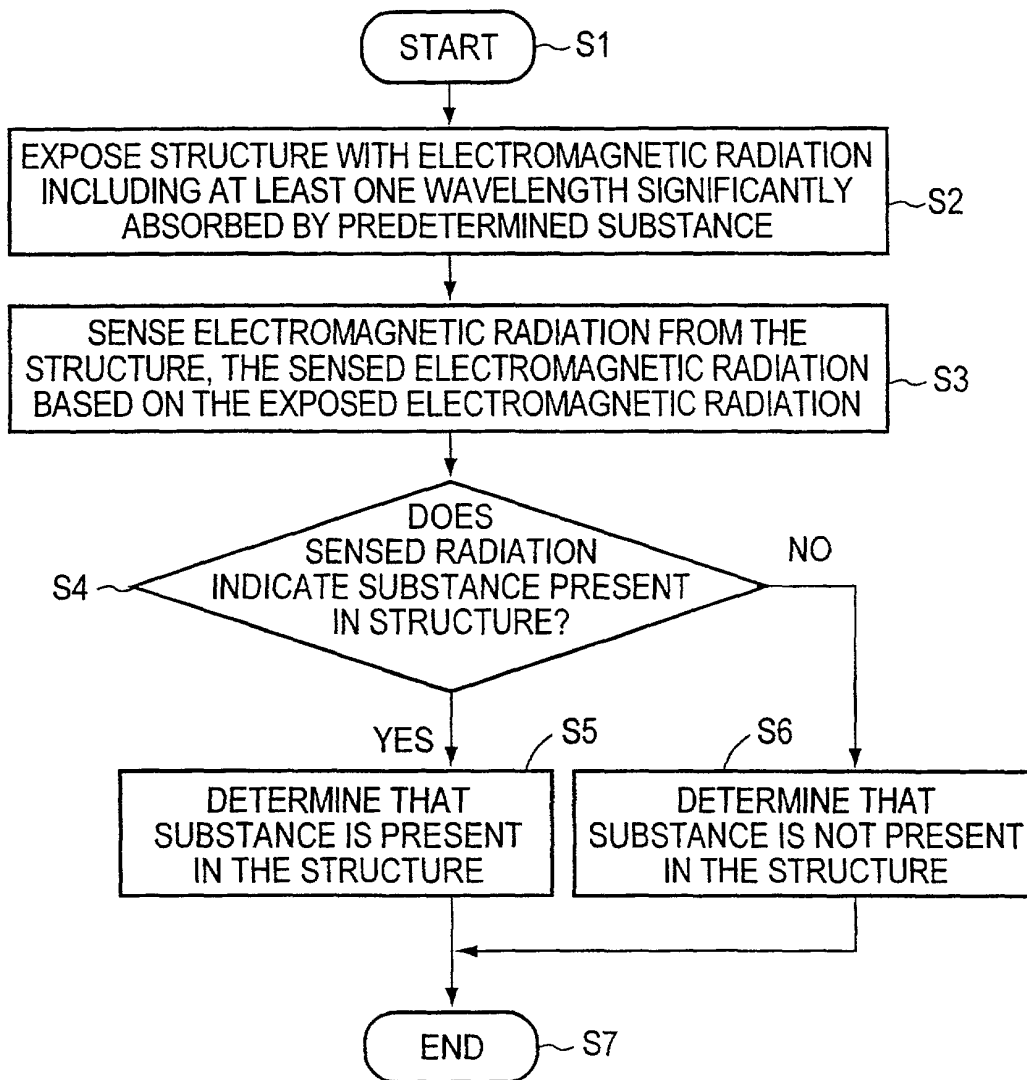 START
S1
EXPOSE STRUCTURE WITH ELECTROMAGNETIC RADIATION
INCLUDING AT LEAST ONE WAVELENGTH SIGNIFICANTLY
ABSORBED BY PREDETERMINED SUBSTANCE
S2
SENSE ELECTROMAGNETIC RADIATION FROM THE
STRUCTURE, THE SENSED ELECTROMAGNETIC RADIATION
BASED ON THE EXPOSED ELECTROMAGNETIC RADIATION
S3
DOES
SENSED RADIATION
INDICATE SUBSTANCE PRESENT
IN STRUCTURE?
S4
NO
YES
S5
DETERMINE THAT
SUBSTANCE IS PRESENT
IN THE STRUCTURE
S6
DETERMINE THAT
SUBSTANCE IS NOT PRESENT
IN THE STRUCTURE
END
S7